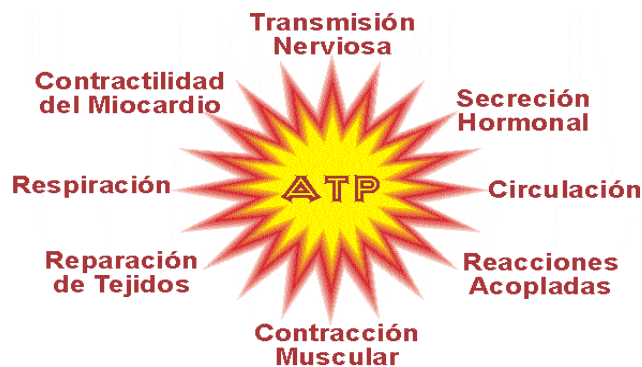 Transmisión
Nerviosa
Contractilidad
del Miocardio
Secreción
Hormonal
Respiración
ATP
Circulación
Reparación
de Tejidos
Reacciones
Acopladas
Contracción
Muscular